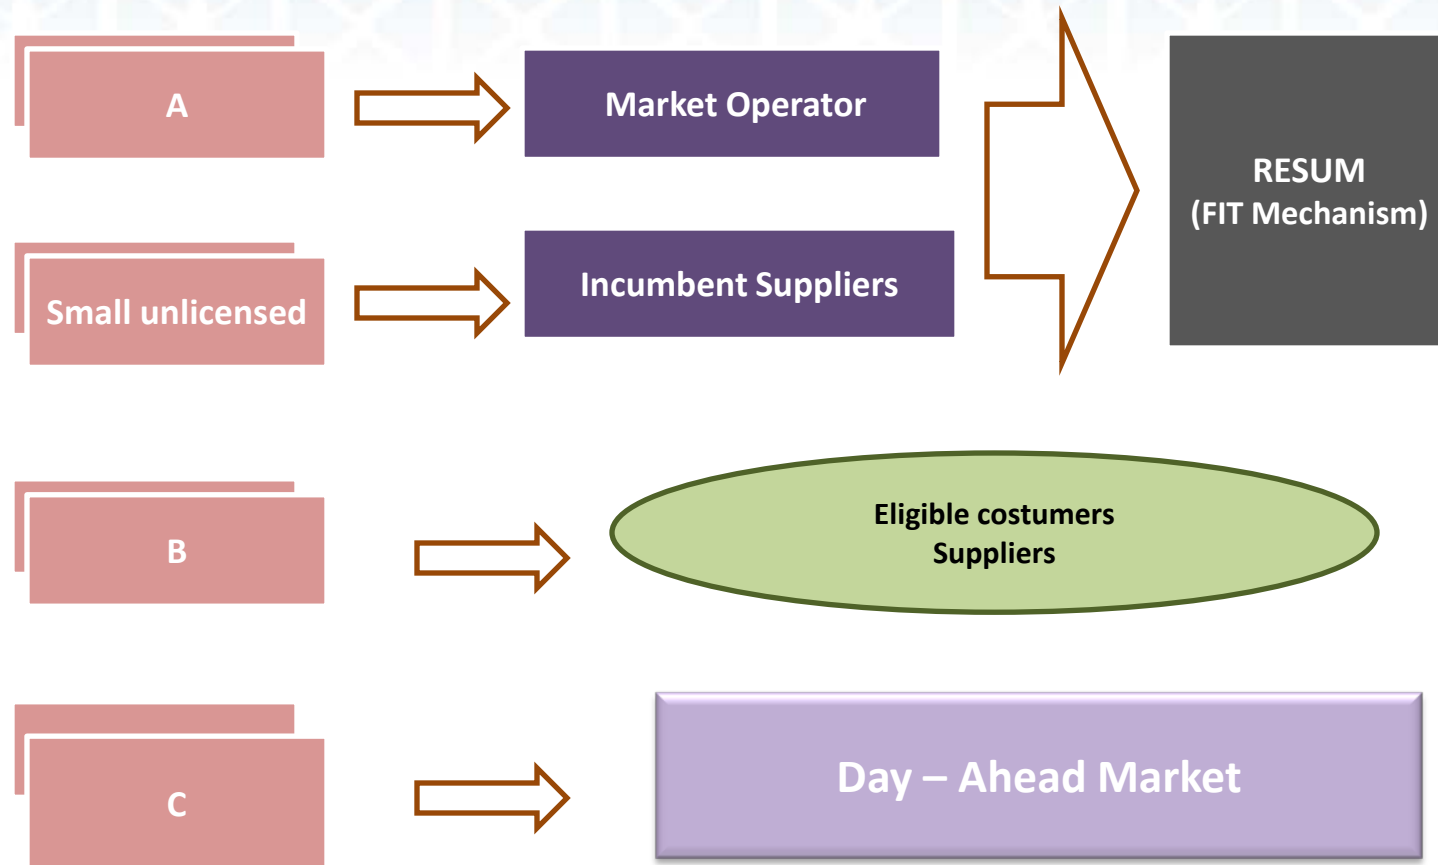 A
Market Operator
RESUM
(FIT Mechanism)
Small unlicensed
Incumbent Suppliers
B
Eligible costumers
Suppliers
C
Day – Ahead Market